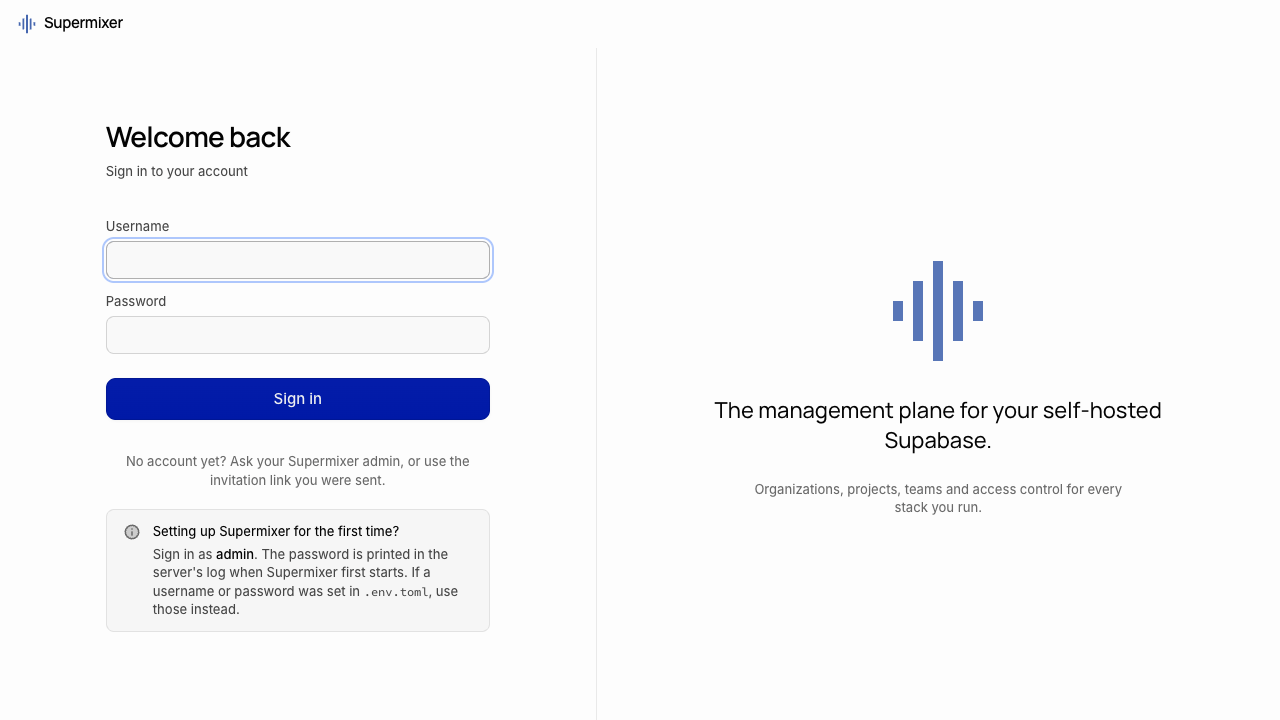 Supermixer
Welcome back
Sign in to your account
Username
Password
Sign in
No account yet? Ask your Supermixer admin, or use the
invitation link you were sent.
Setting up Supermixer for the first time?
Sign in as admin. The password is printed in the
server's log when Supermixer first starts. If a
username or password was set in .env.toml, use
those instead.
The management plane for your self-hosted
Supabase.
Organizations, projects, teams and access control for every
stack you run.